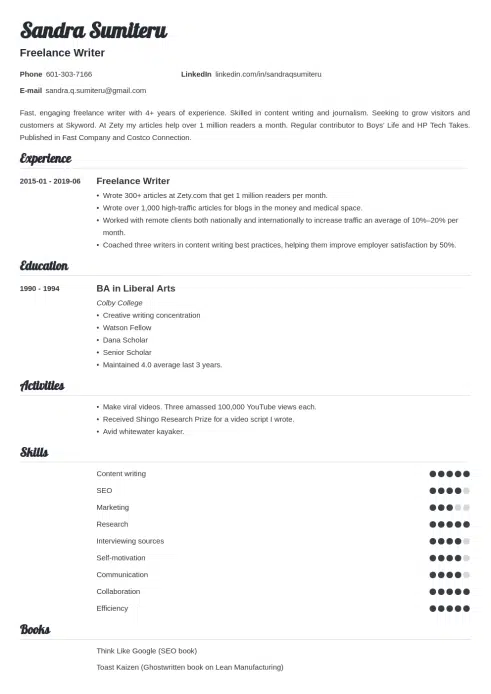 Sandra Sumiteru
Freelance Writer
Phone 601-303-7166 LinkedIn linkedin.com/in/sandraqsumiteru
E-mail sandra.q.sumiteru@gmail.com
Fast, engaging freelance writer with 4+ years of experience. Skilled in content writing and journalism. Seeking to grow visitors and
customers at Skyword. At Zety my articles help over 1 million readers a month. Regular contributor to Boys' Life and HP Tech Takes.
Published in Fast Company and Costco Connection.
Experience
2015-01 - 2019-06 Freelance Writer
• Wrote 300+ articles at Zety.com that get 1 million readers per month.
• Wrote over 1,000 high-traffic articles for blogs in the money and medical space.
• Worked with remote clients both nationally and internationally to increase traffic an average of 10%–20% per
month.
• Coached three writers in content writing best practices, helping them improve employer satisfaction by 50%.
Education
1990 - 1994 BA in Liberal Arts
Colby College
• Creative writing concentration
• Watson Fellow
• Dana Scholar
• Senior Scholar
• Maintained 4.0 average last 3 years.
Activities
• Make viral videos. Three amassed 100,000 YouTube views each.
• Received Shingo Research Prize for a video script I wrote.
• Avid whitewater kayaker.
Skills
Content writing
SEO
Marketing
Research
Interviewing sources
Self-motivation
Communication
Collaboration
Efficiency
Books
Think Like Google (SEO book)
Toast Kaizen (Ghostwritten book on Lean Manufacturing)